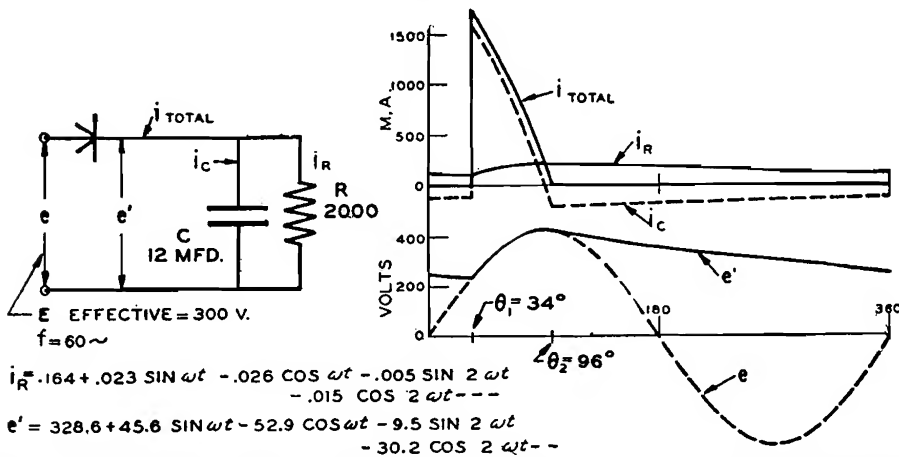 i TOTAL
e
e'
i_C
i_R
R
2000
C
12 MFD.
E EFFECTIVE = 300 V.
f = 60 ~
M.A.
1500
1000
500
0
i TOTAL
i_R
i_C
VOLTS
400
200
0
e'
θ₁ = 34°
θ₂ = 96°
180
360
e
i_R = .164 + .023 SIN ωt - .026 COS ωt - .005 SIN 2 ωt
- .015 COS 2 ωt - - -
e' = 328.6 + 45.6 SIN ωt - 52.9 COS ωt - 9.5 SIN 2 ωt
- 30.2 COS 2 ωt - -